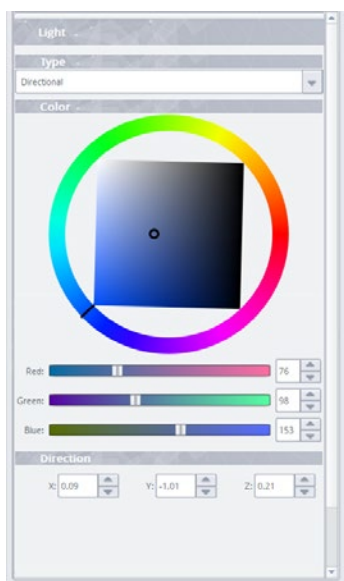 Light
Type
Directional
Color
Red: 76
Green: 98
Blue: 153
Direction
X: 0.09 Y: -1.01 Z: 0.21